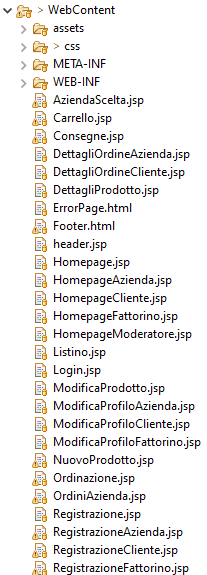 > WebContent
assets
> css
META-INF
WEB-INF
AziendaScelta.jsp
Carrello.jsp
Consegne.jsp
DettagliOrdineAzienda.jsp
DettagliOrdineCliente.jsp
DettagliProdotto.jsp
ErrorPage.html
Footer.html
header.jsp
Homepage.jsp
HomepageAzienda.jsp
HomepageCliente.jsp
HomepageFattorino.jsp
HomepageModeratore.jsp
Listino.jsp
Login.jsp
ModificaProdotto.jsp
ModificaProfiloAzienda.jsp
ModificaProfiloCliente.jsp
ModificaProfiloFattorino.jsp
NuovoProdotto.jsp
Ordinazione.jsp
OrdiniAzienda.jsp
Registrazione.jsp
RegistrazioneAzienda.jsp
RegistrazioneCliente.jsp
RegistrazioneFattorino.jsp